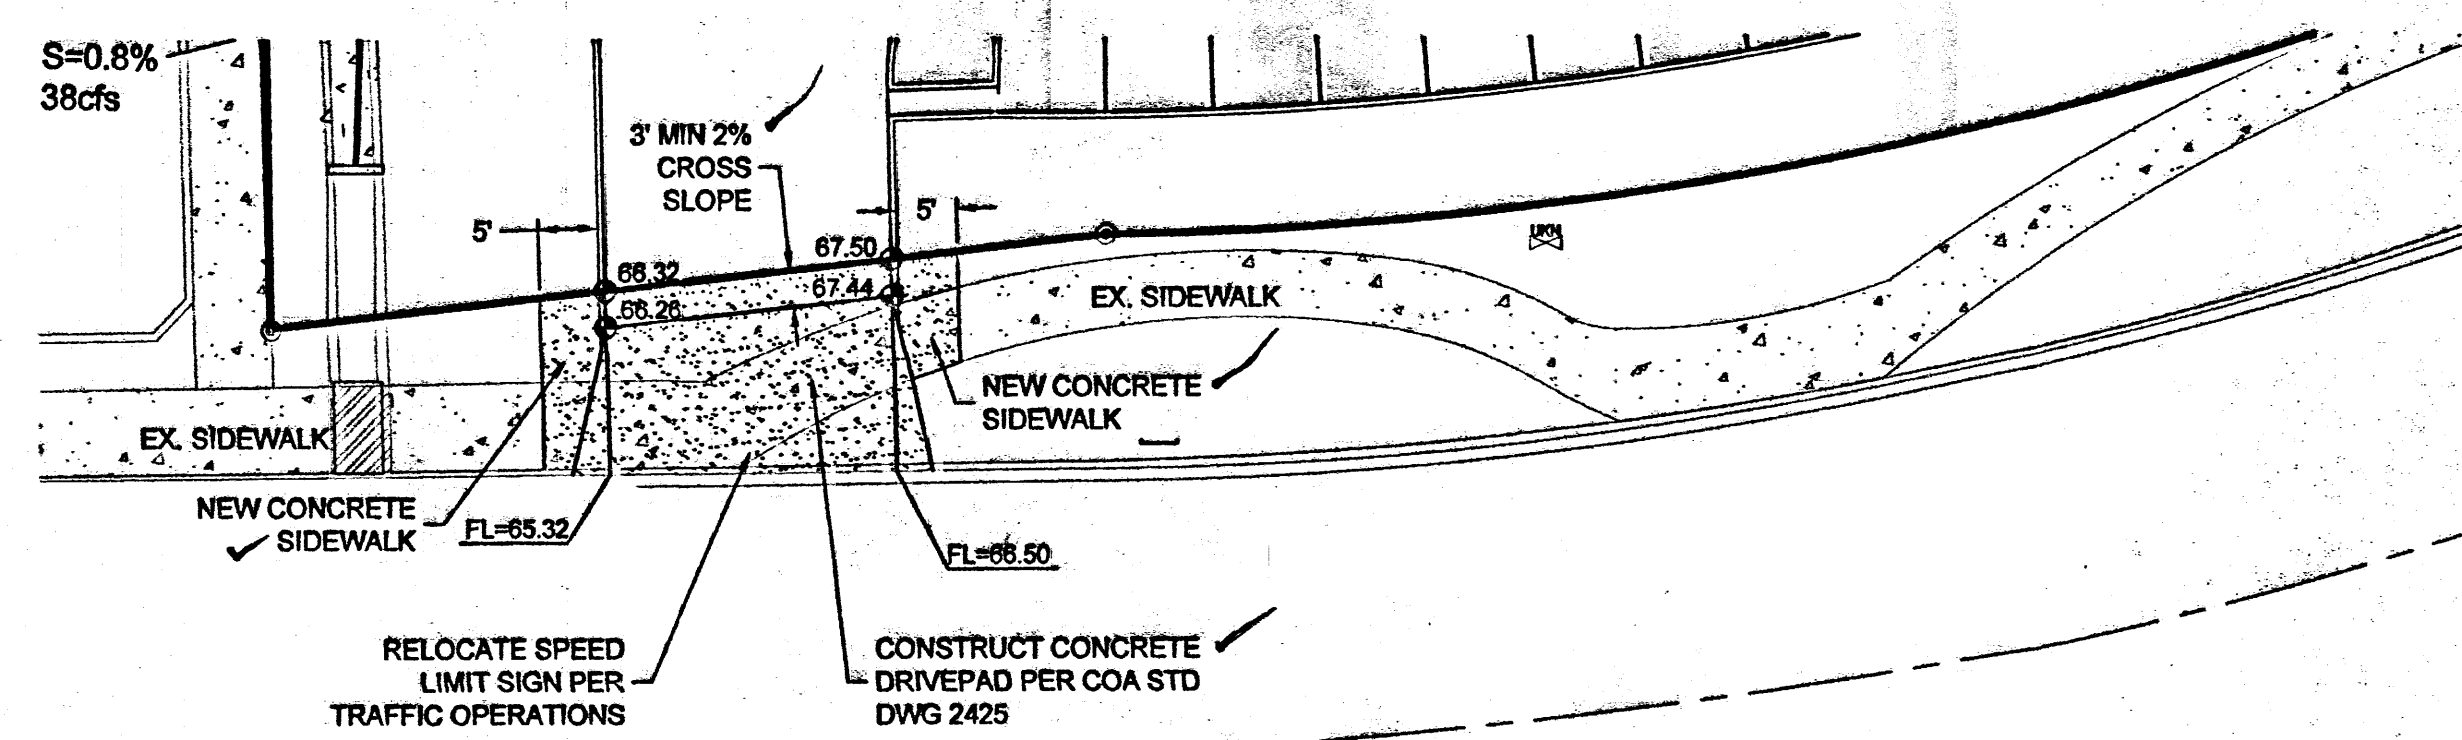 S=0.8%
38cfs
3' MIN 2%
CROSS
SLOPE
5'
5'
67.50
66.32
67.44
66.26
UKN
EX. SIDEWALK
NEW CONCRETE
SIDEWALK
EX. SIDEWALK
NEW CONCRETE
SIDEWALK
FL=65.32
FL=66.50
RELOCATE SPEED
LIMIT SIGN PER
TRAFFIC OPERATIONS
CONSTRUCT CONCRETE
DRIVEPAD PER COA STD
DWG 2425